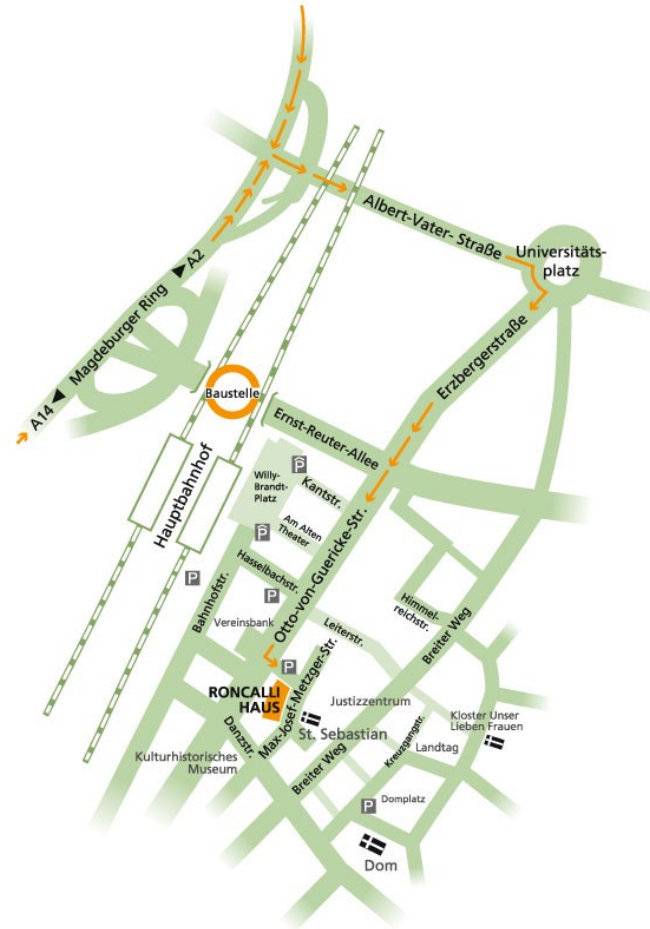 Albert-Vater- Straße
Universitäts-
platz
A2
Magdeburger Ring
A14
Erzbergerstraße
Baustelle
Ernst-Reuter-Allee
Hauptbahnhof
Willy-
Brandt-
Platz
P
Kantstr.
Am Alten
Theater
P
Otto-von-Guericke-Str.
Hasselbachstr.
P
Bahnhofstr.
P
Vereinsbank
Himmel-
reichstr.
Leiterstr.
Breiter Weg
P
RONCALLI
HAUS
Max-Josef-Metzger-Str.
Justizzentrum
St. Sebastian
Kreuzgangstr.
Kloster Unser
Lieben Frauen
Landtag
Danzstr.
Kulturhistorisches
Museum
Breiter Weg
P
Domplatz
Dom